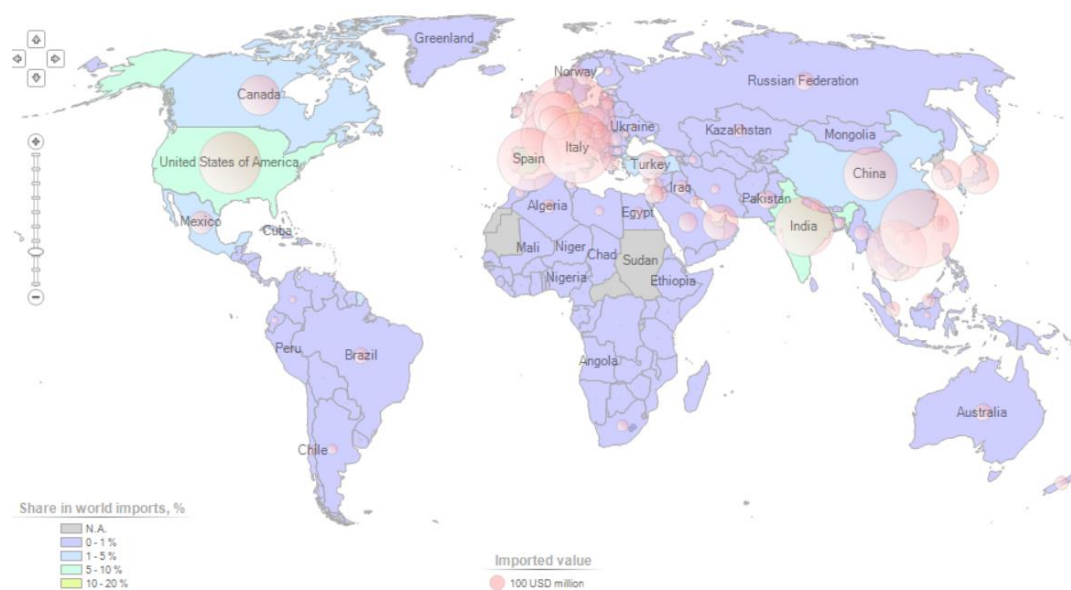 Greenland
Norway
Russian Federation
Canada
Ukraine
Kazakhstan
Mongolia
United States of America
Spain
Italy
Turkey
China
Iraq
Algeria
Egypt
Pakistan
Mexico
Cuba
India
Mali
Niger
Chad
Sudan
Nigeria
Ethiopia
Peru
Brazil
Angola
Australia
Chile
Share in world imports, %
N.A.
0 - 1 %
1 - 5 %
5 - 10 %
10 - 20 %
Imported value
100 USD million